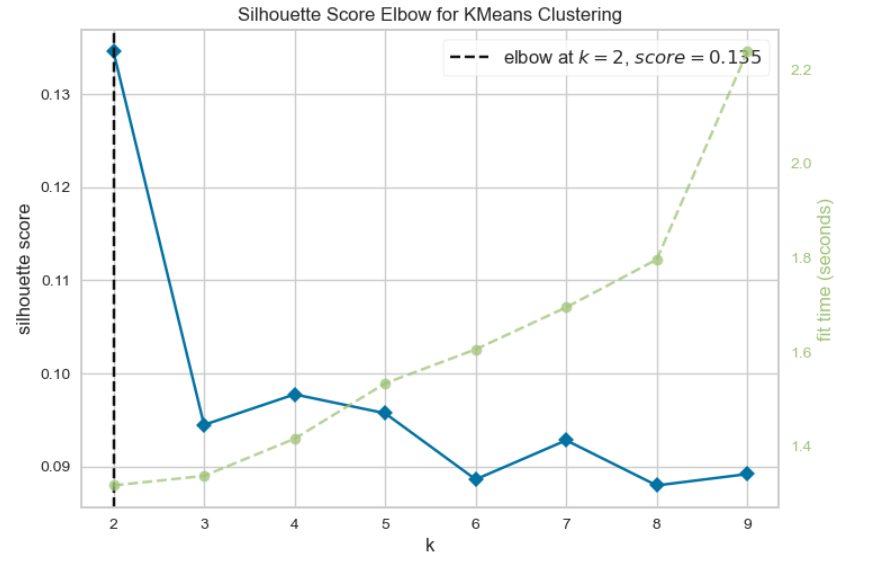 Silhouette Score Elbow for KMeans Clustering
elbow at k = 2, score = 0.135
0.13
0.12
0.11
0.10
0.09
silhouette score
2.2
2.0
1.8
1.6
1.4
fit time (seconds)
2 3 4 5 6 7 8 9
k